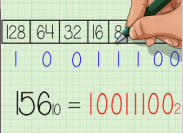 128 64 32 16 8
1 0 0 1 1 1 0 0
156₁₀ = 10011100₂